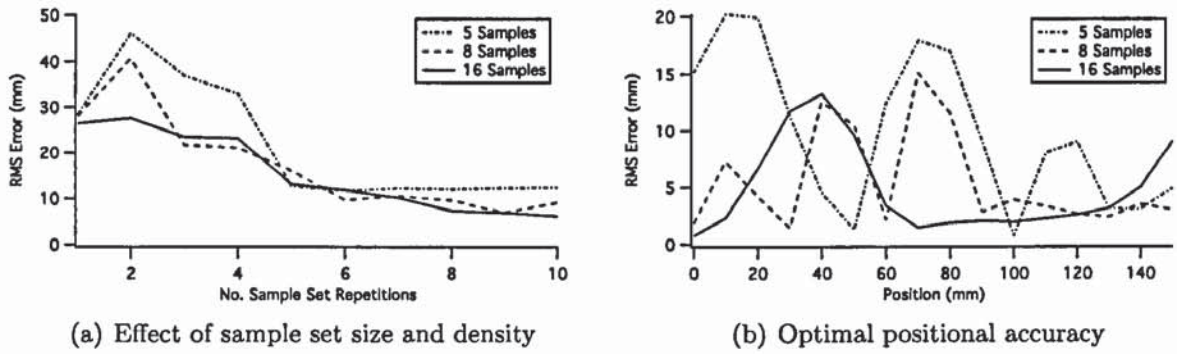 50
40
30
20
10
0
RMS Error (mm)
5 Samples
8 Samples
16 Samples
2 4 6 8 10
No. Sample Set Repetitions
(a) Effect of sample set size and density
20
15
10
5
0
RMS Error (mm)
5 Samples
8 Samples
16 Samples
0 20 40 60 80 100 120 140
Position (mm)
(b) Optimal positional accuracy